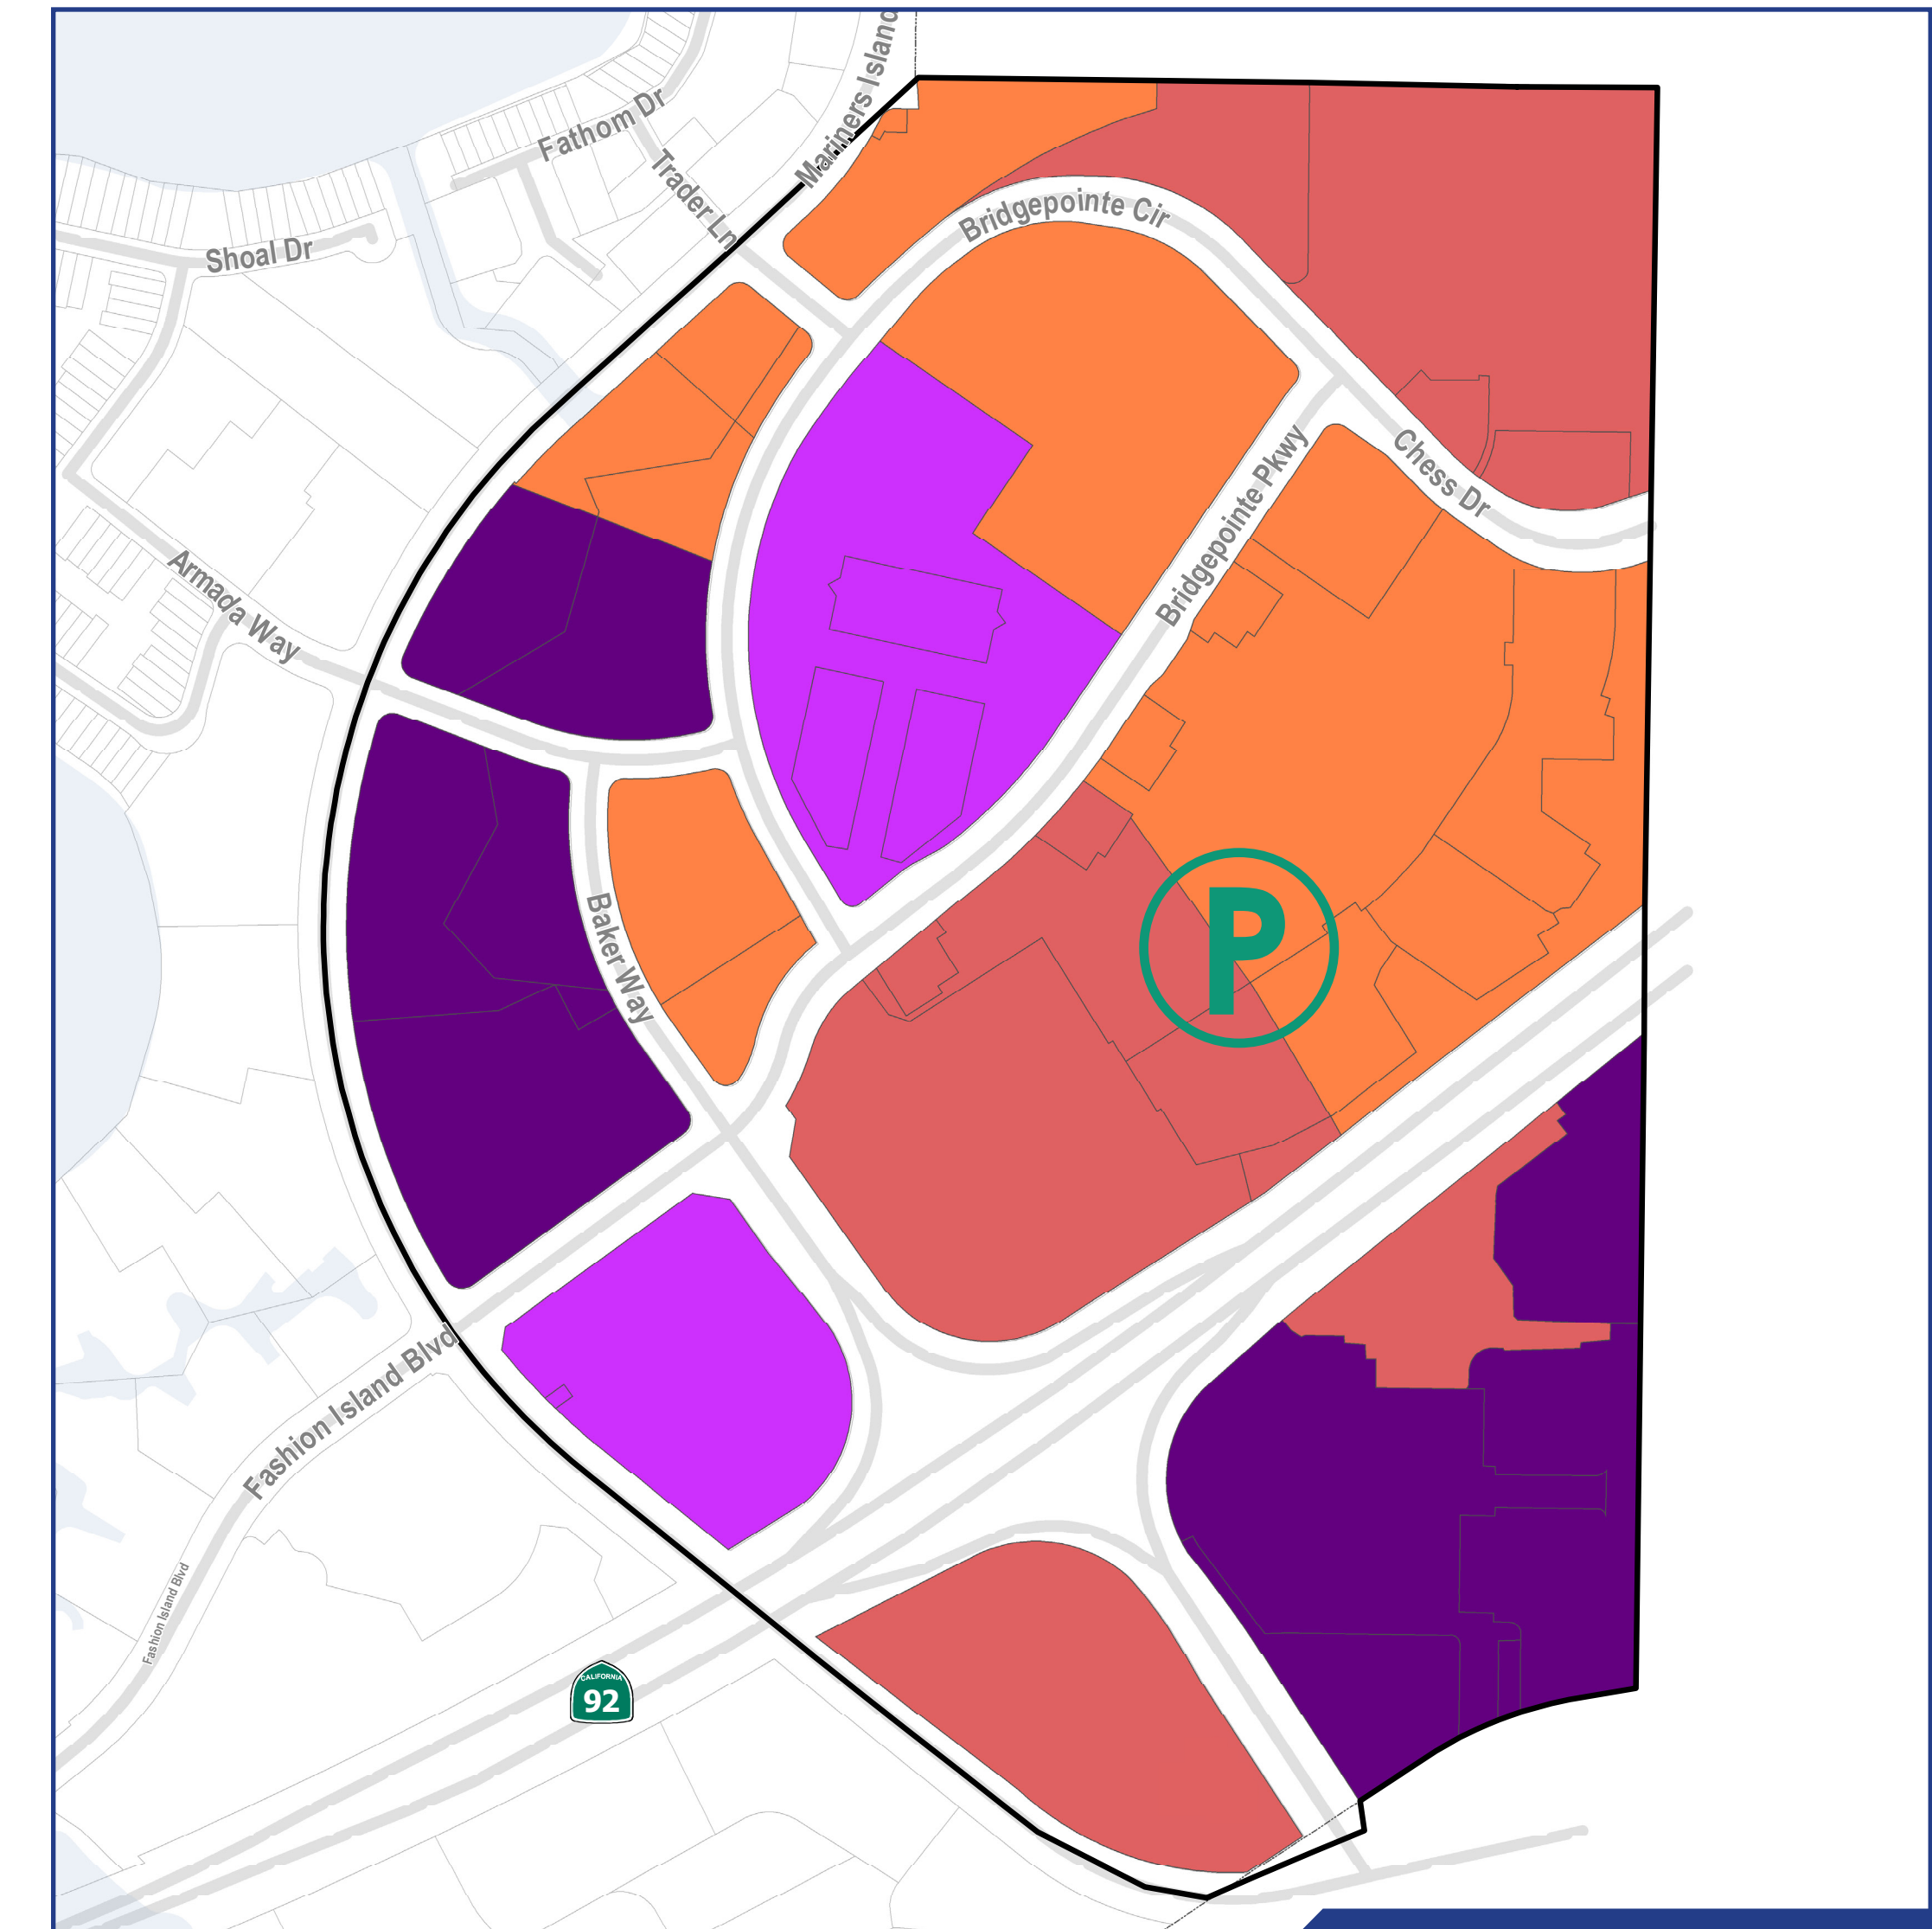 Mariners Island
Fathom Dr
Trader Ln
Bridgepointe Cir
Shoal Dr
Chess Dr
Bridgepointe Pkwy
Armada Way
Baker Way
P
Fashion Island Blvd
Fashion Island Blvd
CALIFORNIA
92